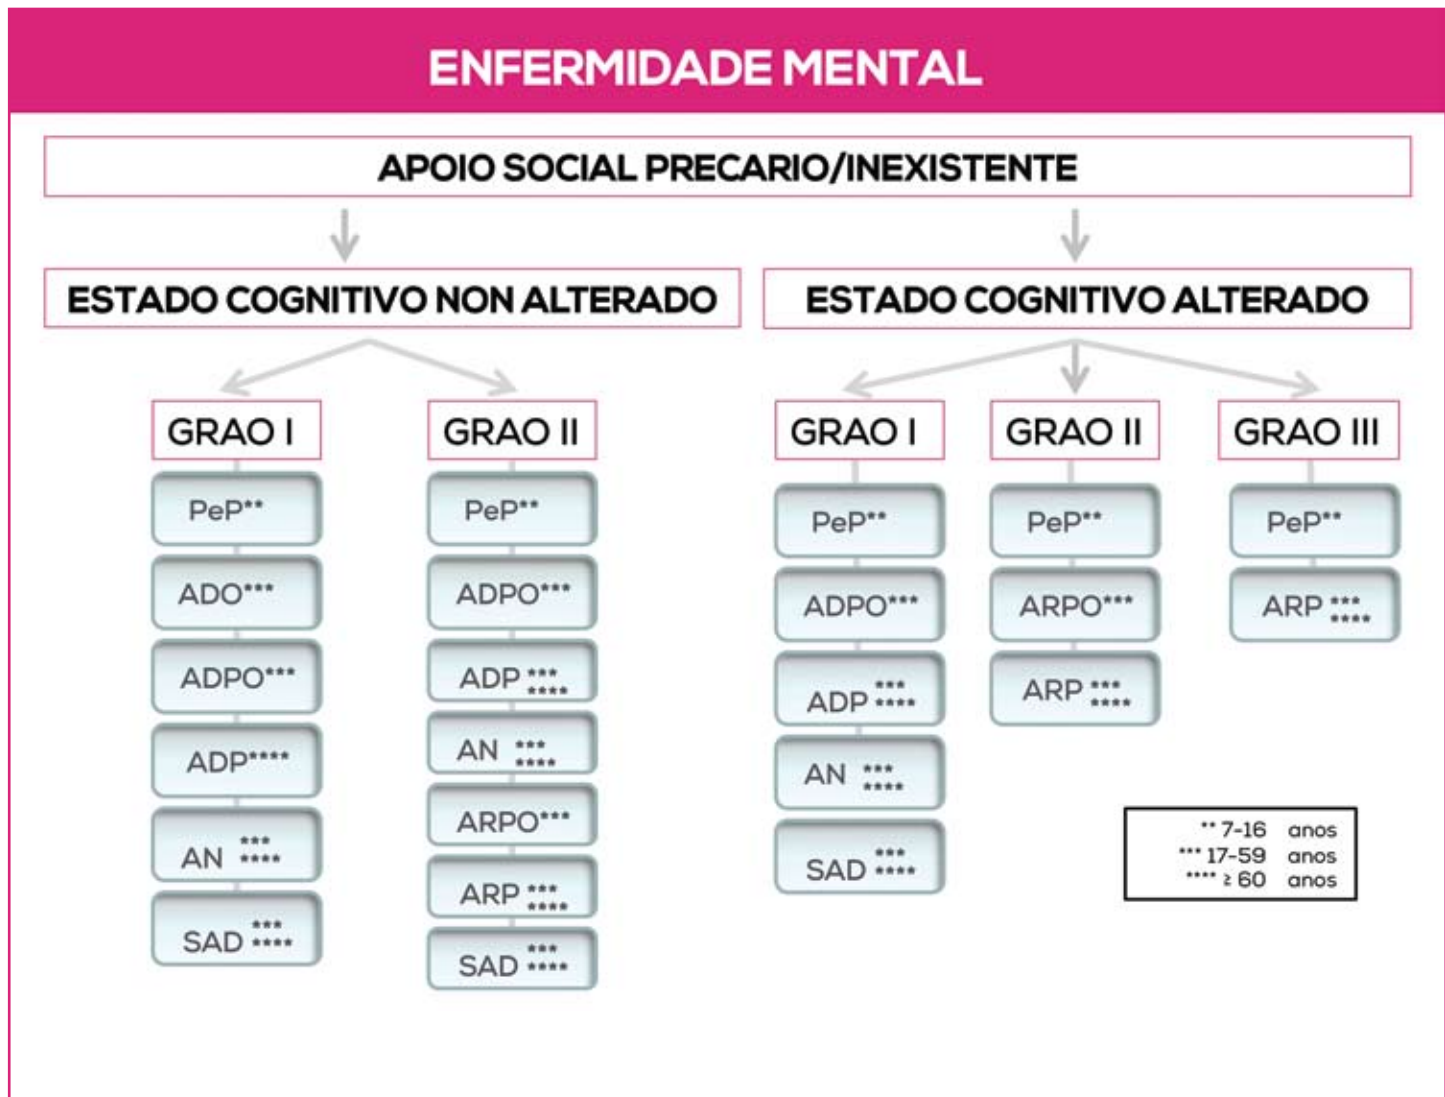 ENFERMIDADE MENTAL
APOIO SOCIAL PRECARIO/INEXISTENTE
ESTADO COGNITIVO NON ALTERADO
GRAO I
PeP**
ADO***
ADPO***
ADP****
AN ***
****
SAD ***
****
GRAO II
PeP**
ADPO***
ADP ***
****
AN ***
****
ARPO***
ARP ***
****
SAD ***
****
ESTADO COGNITIVO ALTERADO
GRAO I
PeP**
ADPO***
ADP ***
****
AN ***
****
SAD ***
****
GRAO II
PeP**
ARPO***
ARP ***
****
GRAO III
PeP**
ARP ***
****
** 7-16 anos
*** 17-59 anos
**** ≥ 60 anos